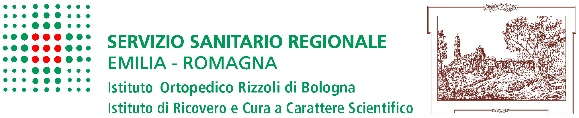 SERVIZIO SANITARIO REGIONALE
EMILIA - ROMAGNA
Istituto Ortopedico Rizzoli di Bologna
Istituto di Ricovero e Cura a Carattere Scientifico